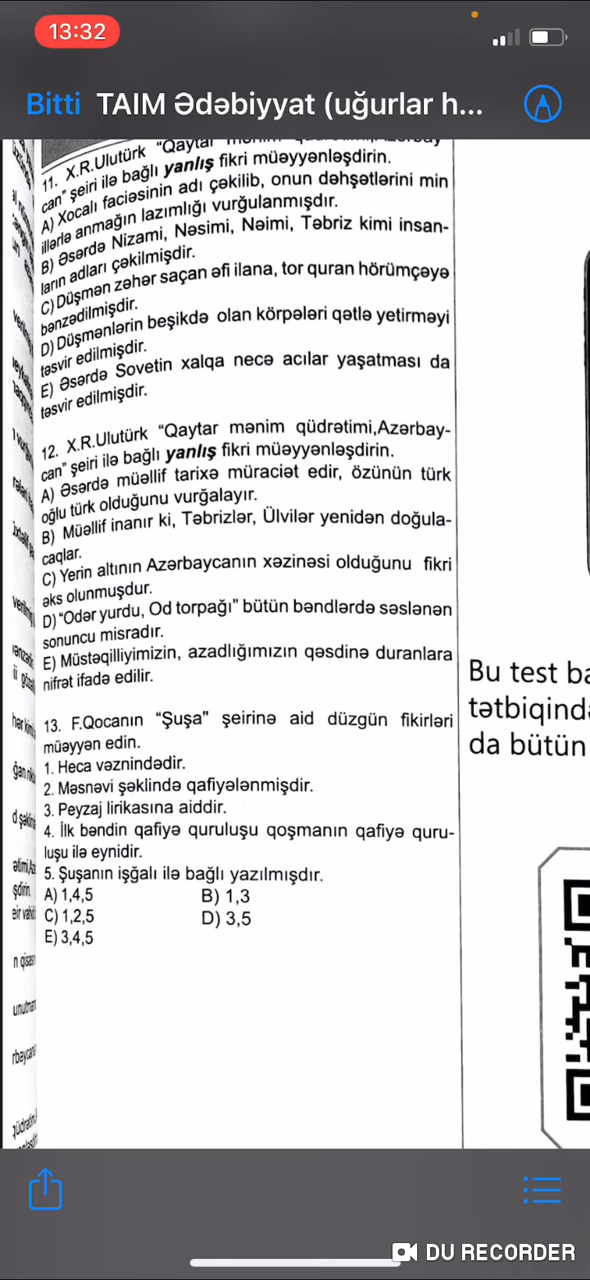 13:32
Bitti TAIM Ədəbiyyat (uğurlar h...
11. X.R.Ulutürk "Qaytar
can" şeiri ilə bağlı yanlış fikri müəyyənləşdirin.
A) Xocalı faciəsinin adı çəkilib, onun dəhşətlərini min
illərlə anmağın lazımlığı vurğulanmışdır.
B) Əsərdə Nizami, Nəsimi, Nəimi, Təbriz kimi insan-
ların adları çəkilmişdir.
C) Düşmən zəhər saçan əfi ilana, tor quran hörümçəyə
bənzədilmişdir.
D) Düşmənlərin beşikdə olan körpələri qətlə yetirməyi
təsvir edilmişdir.
E) Əsərdə Sovetin xalqa necə acılar yaşatması da
təsvir edilmişdir.
12. X.R.Ulutürk "Qaytar mənim qüdrətimi,Azərbay-
can" şeiri ilə bağlı yanlış fikri müəyyənləşdirin.
A) Əsərdə müəllif tarixə müraciət edir, özünün türk
oğlu türk olduğunu vurğalayır.
B) Müəllif inanır ki, Təbrizlər, Ülvilər yenidən doğula-
caqlar.
C) Yerin altının Azərbaycanın xəzinəsi olduğunu fikri
əks olunmuşdur.
D) "Odər yurdu, Od torpağı" bütün bəndlərdə səslənən
sonuncu misradır.
E) Müstəqilliyimizin, azadlığımızın qəsdinə duranlara
nifrət ifadə edilir.
13. F.Qocanın "Şuşa" şeirinə aid düzgün fikirləri
müəyyən edin.
1. Heca vəznindədir.
2. Məsnəvi şəklində qafiyələnmişdir.
3. Peyzaj lirikasına aiddir.
4. İlk bəndin qafiyə quruluşu qoşmanın qafiyə quru-
luşu ilə eynidir.
5. Şuşanın işğalı ilə bağlı yazılmışdır.
A) 1,4,5 B) 1,3
C) 1,2,5 D) 3,5
E) 3,4,5
Bu test ba
tətbiqində
da bütün
DU RECORDER